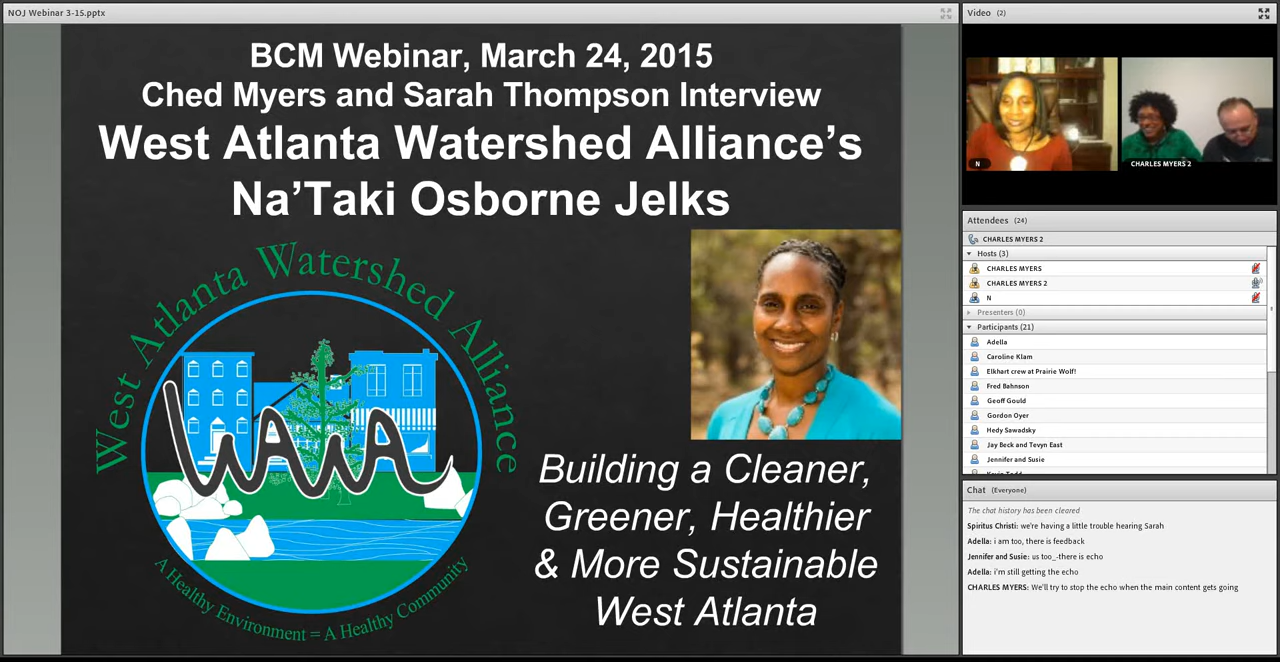 NOJ Webinar 3-15.pptx
BCM Webinar, March 24, 2015
Ched Myers and Sarah Thompson Interview
West Atlanta Watershed Alliance's
Na'Taki Osborne Jelks
West Atlanta Watershed Alliance
WAWA
A Healthy Environment = A Healthy Community
Building a Cleaner,
Greener, Healthier
& More Sustainable
West Atlanta
Video (2)
N
CHARLES MYERS 2
Attendees (24)
CHARLES MYERS 2
Hosts (3)
CHARLES MYERS
CHARLES MYERS 2
N
Presenters (0)
Participants (21)
Adella
Caroline Klam
Elkhart crew at Prairie Wolf!
Fred Bahnson
Geoff Gould
Gordon Oyer
Hedy Sawadsky
Jay Beck and Tevyn East
Jennifer and Susie
Chat (Everyone)
The chat history has been cleared
Spiritus Christi: we're having a little trouble hearing Sarah
Adella: i am too, there is feedback
Jennifer and Susie: us too_-there is echo
Adella: i'm still getting the echo
CHARLES MYERS: We'll try to stop the echo when the main content gets going